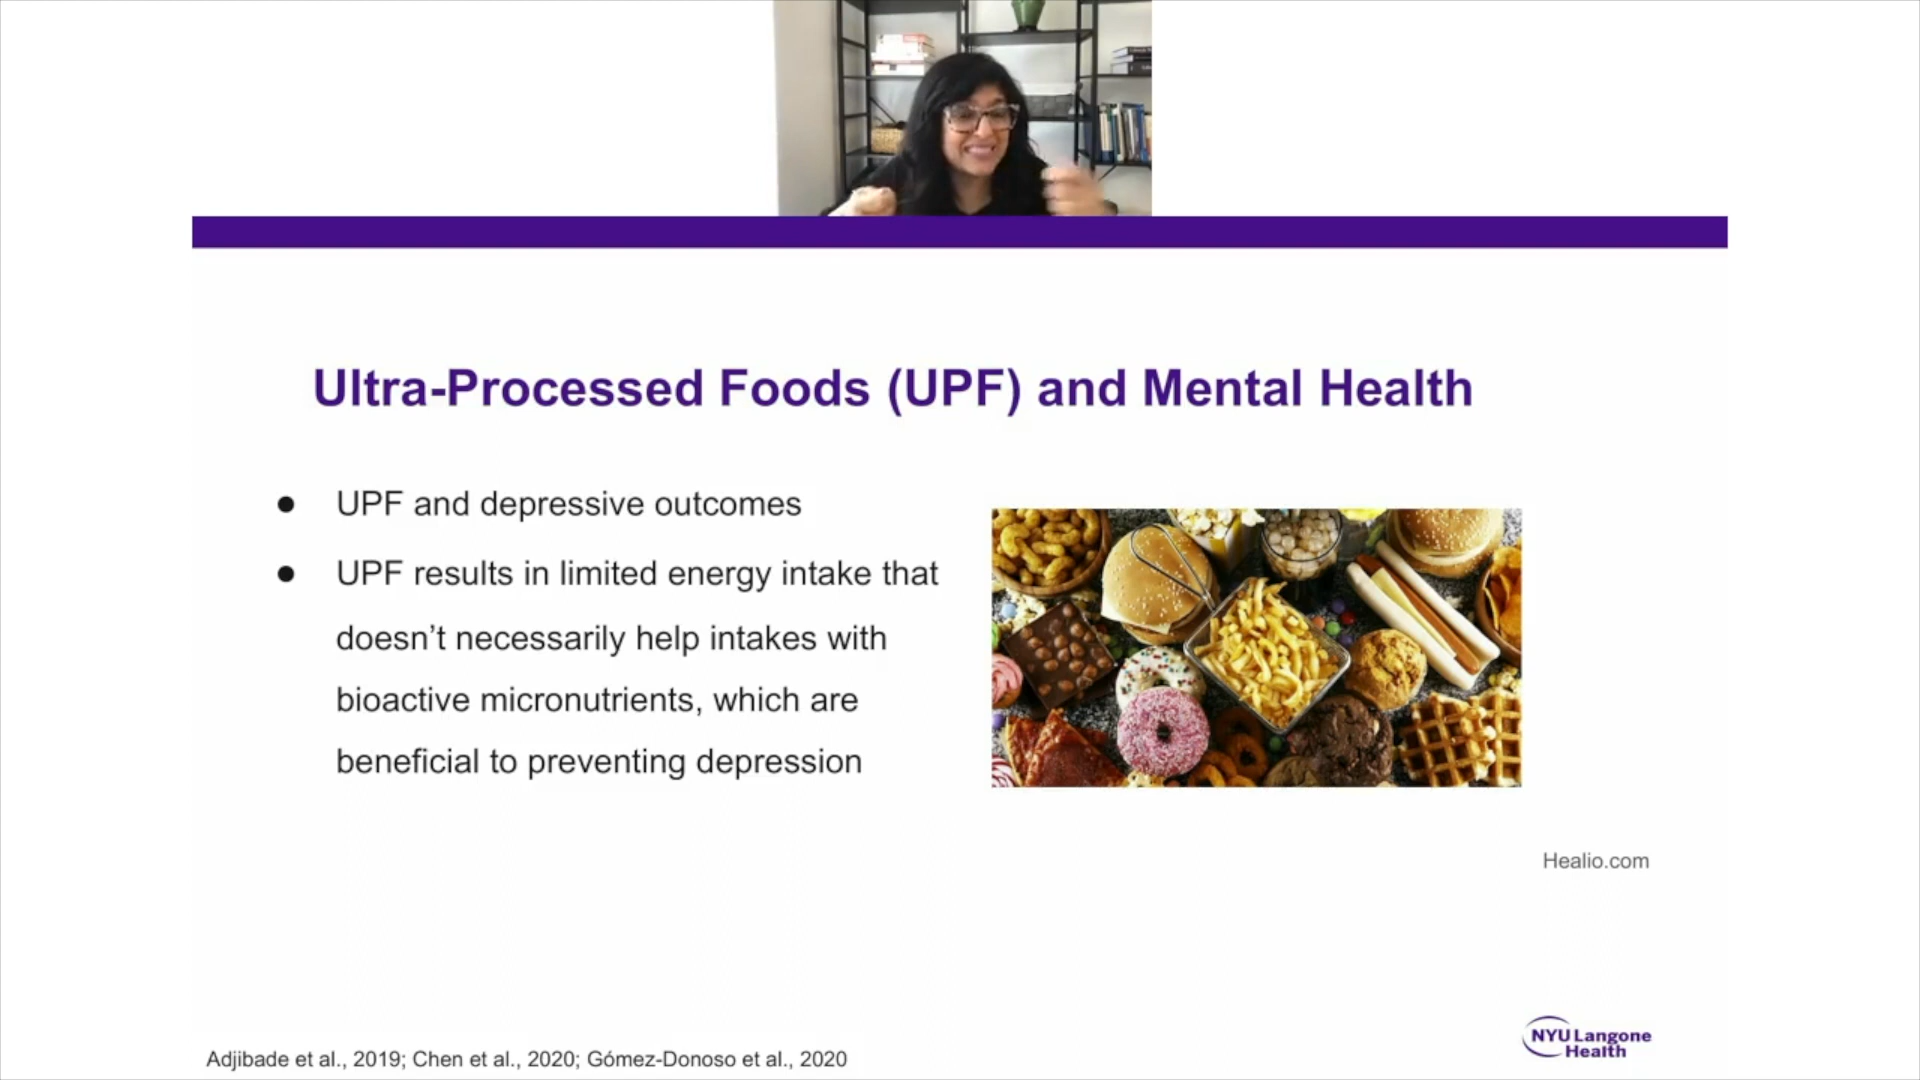 Ultra-Processed Foods (UPF) and Mental Health
● UPF and depressive outcomes
● UPF results in limited energy intake that
doesn’t necessarily help intakes with
bioactive micronutrients, which are
beneficial to preventing depression
Healio.com
NYU Langone
Health
Adjibade et al., 2019; Chen et al., 2020; Gómez-Donoso et al., 2020